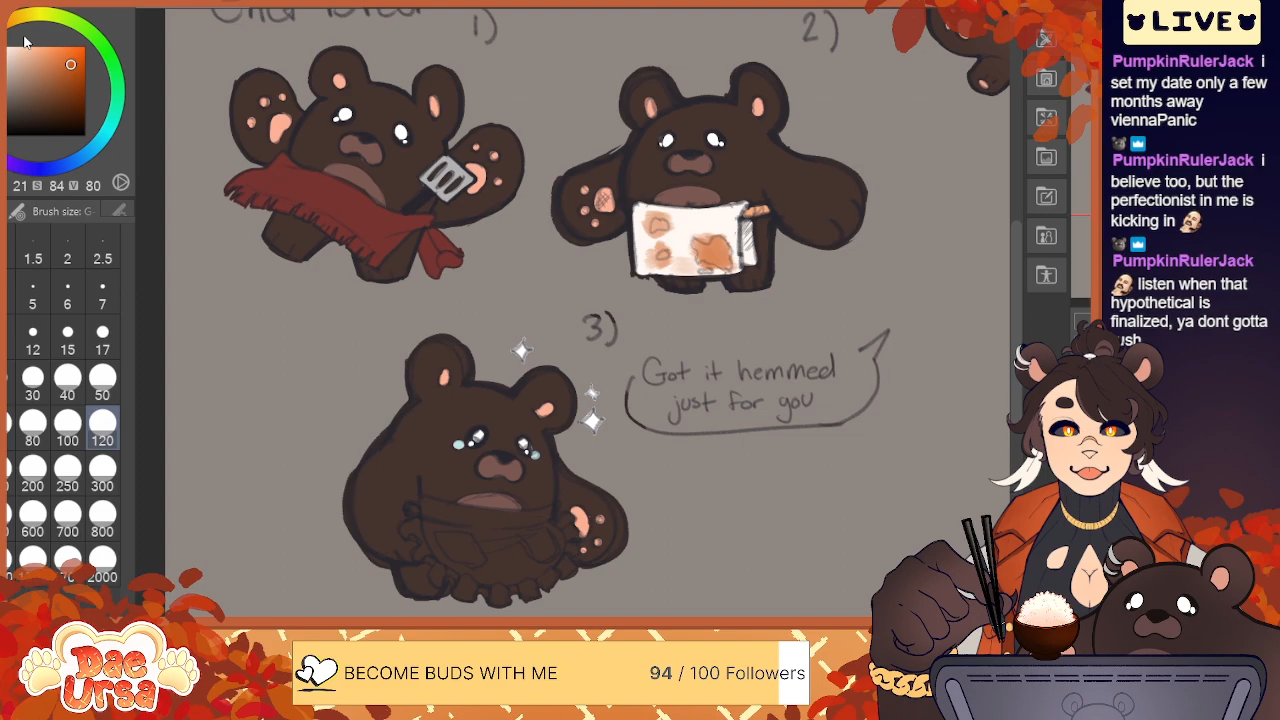 1)
2)
3)
Got it hemmed
just for you
21 S 84 V 80
Brush size: G
1.5 2 2.5
5 6 7
12 15 17
30 40 50
80 100 120
200 250 300
600 700 800
2000
LIVE
PumpkinRulerJack i
set my date only a few
months away
viennaPanic
PumpkinRulerJack i
believe too, but the
perfectionist in me is
kicking in
PumpkinRulerJack
listen when that
hypothetical is
finalized, ya dont gotta
Dae
Ursa
BECOME BUDS WITH ME
94 / 100 Followers